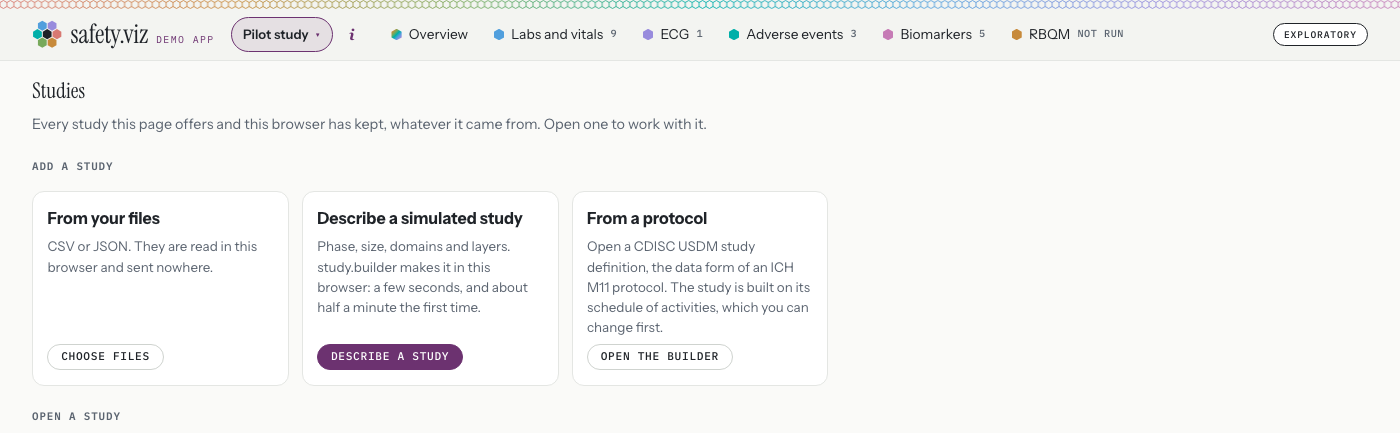 safety.viz DEMO APP Pilot study i Overview Labs and vitals 9 ECG 1 Adverse events 3 Biomarkers 5 RBQM NOT RUN EXPLORATORY
Studies
Every study this page offers and this browser has kept, whatever it came from. Open one to work with it.
ADD A STUDY
From your files
CSV or JSON. They are read in this
browser and sent nowhere.
CHOOSE FILES
Describe a simulated study
Phase, size, domains and layers.
study.builder makes it in this
browser: a few seconds, and about
half a minute the first time.
DESCRIBE A STUDY
From a protocol
Open a CDISC USDM study
definition, the data form of an ICH
M11 protocol. The study is built on its
schedule of activities, which you can
change first.
OPEN THE BUILDER
OPEN A STUDY